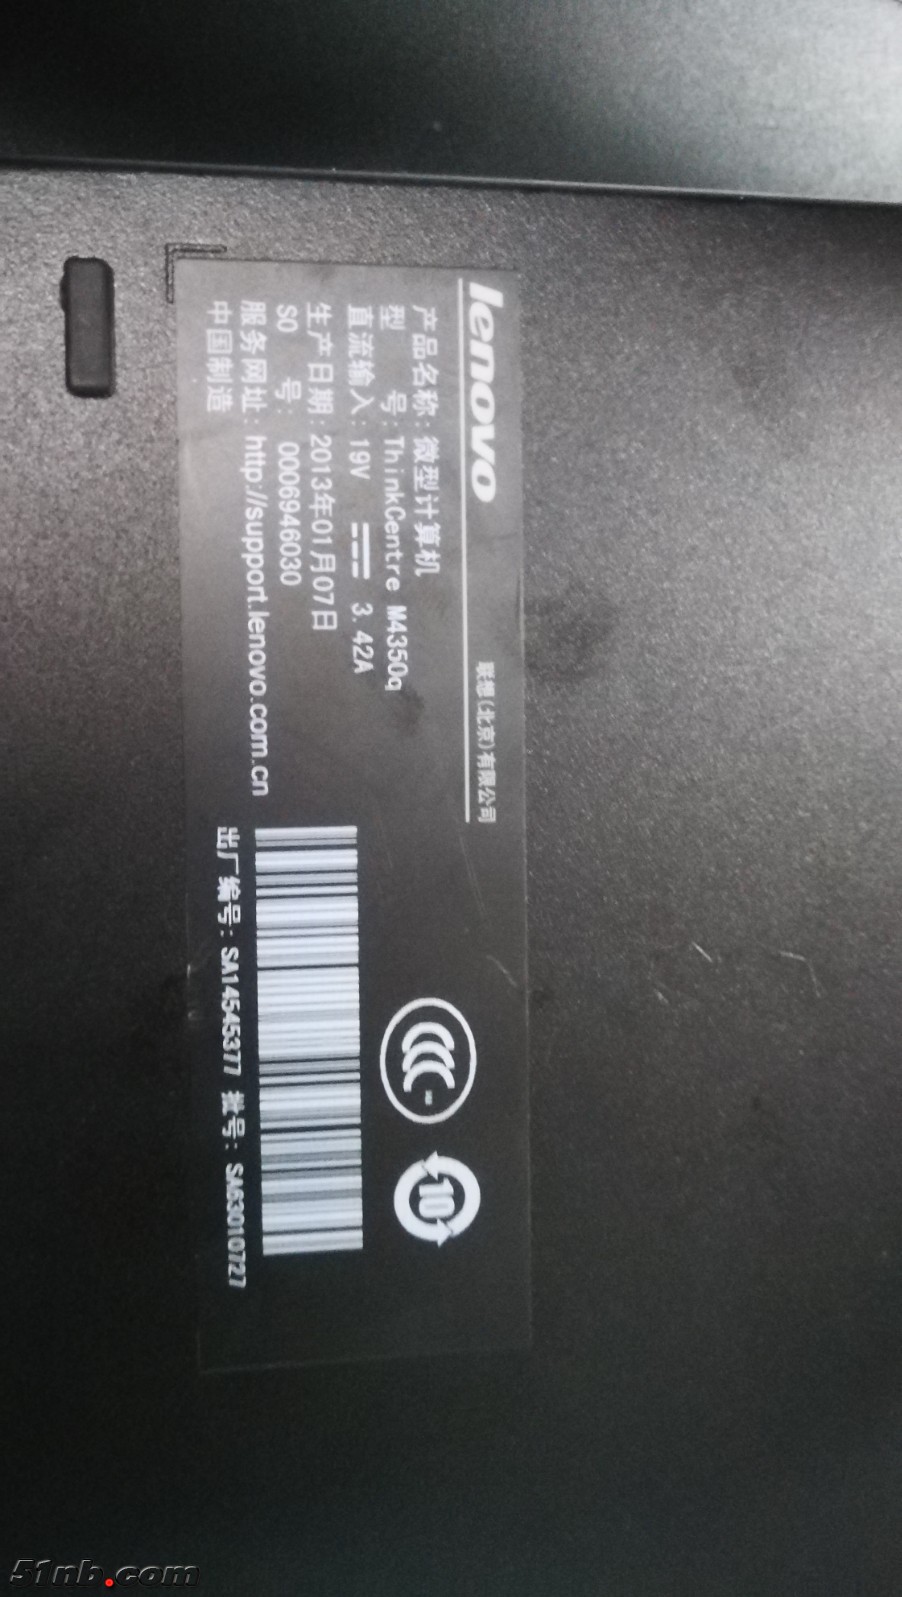 lenovo
联想(北京)有限公司
产品名称: 微型计算机
型 号: ThinkCentre M4350q
直流输入: 19V 3.42A
生产日期: 2013年01月07日
SO 号: 0006946030
服务网址: http://support.lenovo.com.cn
中国制造
CCC
10
出厂编号: SA14545377 批号: SA63010727
51nb.com